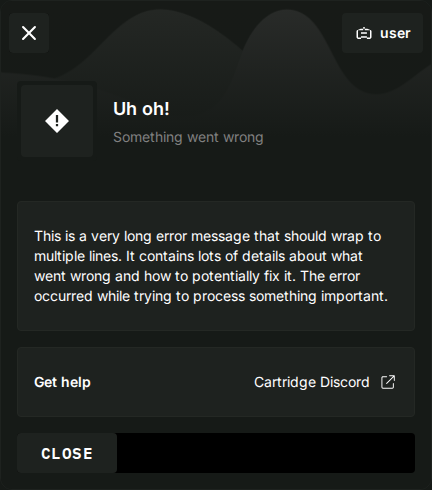 user
Uh oh!
Something went wrong
This is a very long error message that should wrap to
multiple lines. It contains lots of details about what
went wrong and how to potentially fix it. The error
occurred while trying to process something important.
Get help
Cartridge Discord
CLOSE